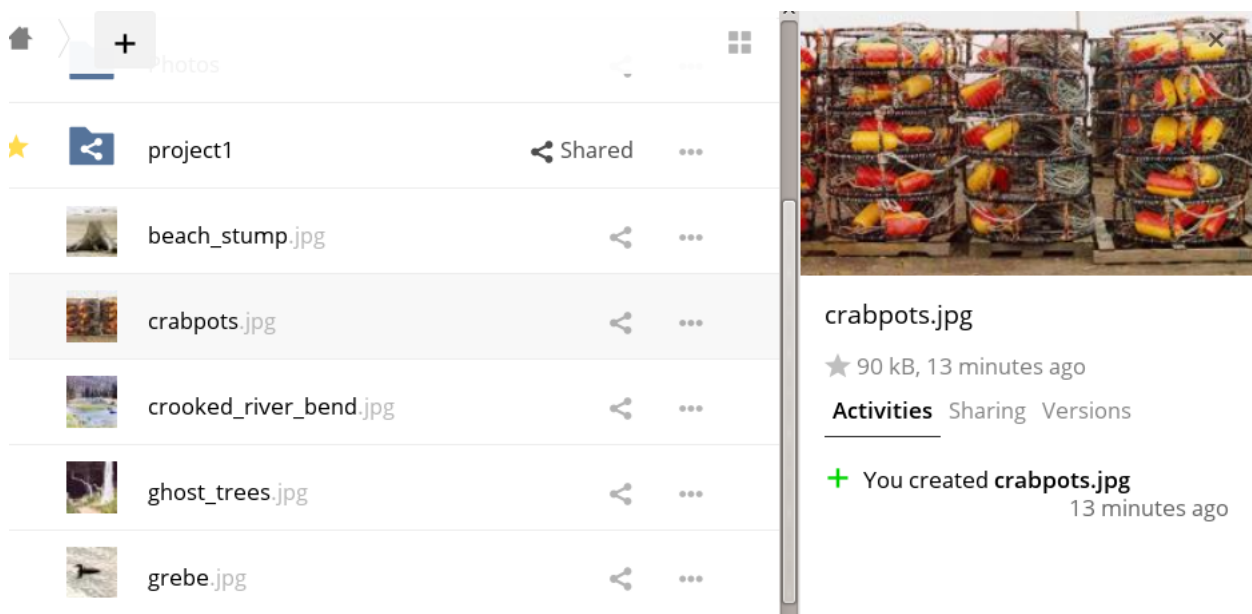 Photos
project1 Shared
beach_stump.jpg
crabpots.jpg
crooked_river_bend.jpg
ghost_trees.jpg
grebe.jpg
crabpots.jpg
90 kB, 13 minutes ago
Activities Sharing Versions
You created crabpots.jpg
13 minutes ago